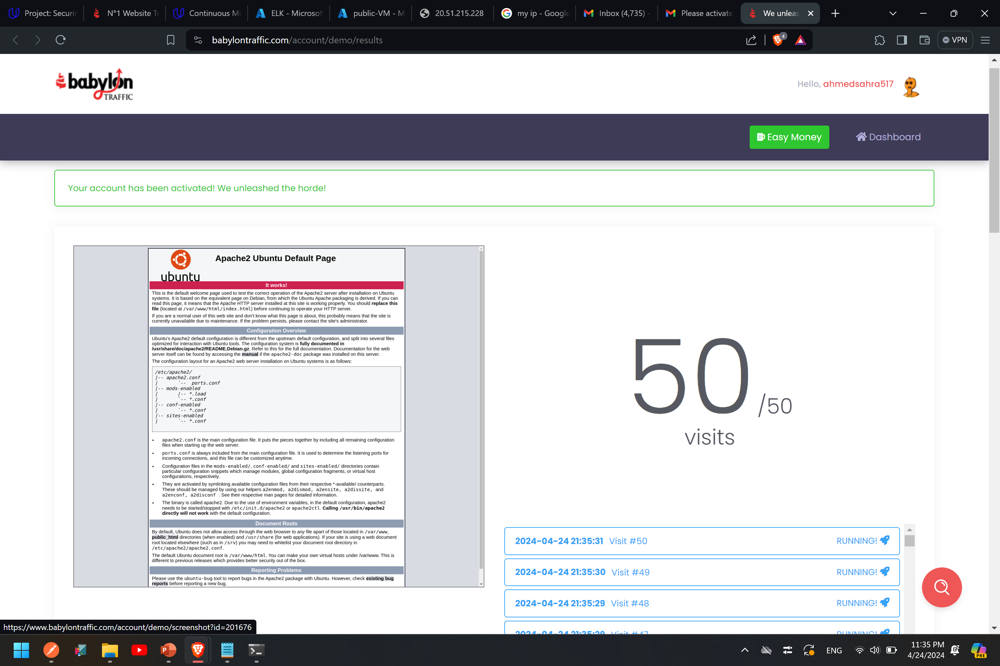 Project: Securin
N°1 Website Tr
Continuous Mo
ELK - Microsof
public-VM - M
20.51.215.228
my ip - Google
Inbox (4,735) -
Please activate
We unleas
babylontraffic.com/account/demo/results
4
VPN
babylon
TRAFFIC
Hello, ahmedsahra517
Easy Money
Dashboard
Your account has been activated! We unleashed the horde!
ubuntu
Apache2 Ubuntu Default Page
It works!
This is the default welcome page used to test the correct operation of the Apache2 server after installation on Ubuntu
systems. It is based on the equivalent page on Debian, from which the Ubuntu Apache packaging is derived. If you can
read this page, it means that the Apache HTTP server installed at this site is working properly. You should replace this
file (located at /var/www/html/index.html) before continuing to operate your HTTP server.
If you are a normal user of this web site and don't know what this page is about, this probably means that the site is
currently unavailable due to maintenance. If the problem persists, please contact the site's administrator.
Configuration Overview
Ubuntu's Apache2 default configuration is different from the upstream default configuration, and split into several files
optimized for interaction with Ubuntu tools. The configuration system is fully documented in
/usr/share/doc/apache2/README.Debian.gz. Refer to this for the full documentation. Documentation for the web
server itself can be found by accessing the manual if the apache2-doc package was installed on this server.
The configuration layout for an Apache2 web server installation on Ubuntu systems is as follows:
/etc/apache2/
|-- apache2.conf
|       `--  ports.conf
|-- mods-enabled
|       |-- *.load
|       `-- *.conf
|-- conf-enabled
|       `-- *.conf
|-- sites-enabled
|       `-- *.conf
• apache2.conf is the main configuration file. It puts the pieces together by including all remaining configuration
files when starting up the web server.
• ports.conf is always included from the main configuration file. It is used to determine the listening ports for
incoming connections, and this file can be customized anytime.
• Configuration files in the mods-enabled/, conf-enabled/ and sites-enabled/ directories contain
particular configuration snippets which manage modules, global configuration fragments, or virtual host
configurations, respectively.
• They are activated by symlinking available configuration files from their respective *-available/ counterparts.
These should be managed by using our helpers a2enmod, a2dismod, a2ensite, a2dissite, and
a2enconf, a2disconf . See their respective man pages for detailed information.
• The binary is called apache2. Due to the use of environment variables, in the default configuration, apache2
needs to be started/stopped with /etc/init.d/apache2 or apache2ctl. Calling /usr/bin/apache2
directly will not work with the default configuration.
Document Roots
By default, Ubuntu does not allow access through the web browser to any file apart of those located in /var/www,
public_html directories (when enabled) and /usr/share (for web applications). If your site is using a web document
root located elsewhere (such as in /srv) you may need to whitelist your document root directory in
/etc/apache2/apache2.conf.
The default Ubuntu document root is /var/www/html. You can make your own virtual hosts under /var/www. This is
different to previous releases which provides better security out of the box.
Reporting Problems
Please use the ubuntu-bug tool to report bugs in the Apache2 package with Ubuntu. However, check existing bug
reports before reporting a new bug.
50 /50
visits
2024-04-24 21:35:31 Visit #50 RUNNING!
2024-04-24 21:35:30 Visit #49 RUNNING!
2024-04-24 21:35:29 Visit #48 RUNNING!
2024-04-24 21:35:29 Visit #47 RUNNING!
https://www.babylontraffic.com/account/demo/screenshot?id=201676
P
ENG
11:35 PM
4/24/2024
PRE